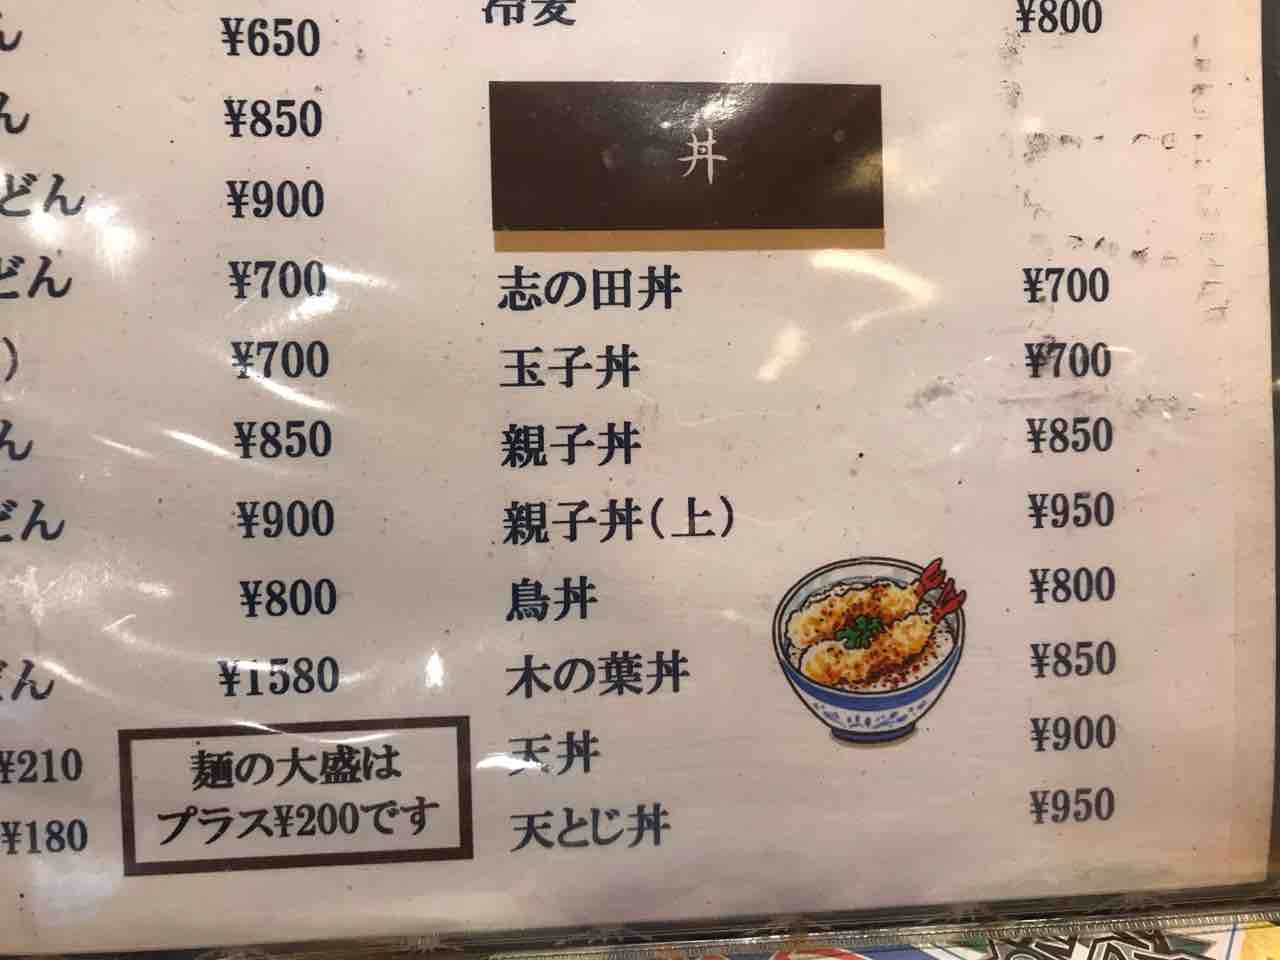 ん ¥650
ん ¥850
どん ¥900
どん ¥700
) ¥700
ん ¥850
どん ¥900
¥800
どん ¥1580
¥210
¥180
麺の大盛は
プラス¥200です
冷麦 ¥800
丼
志の田丼 ¥700
玉子丼 ¥700
親子丼 ¥850
親子丼(上) ¥950
鳥丼 ¥800
木の葉丼 ¥850
天丼 ¥900
天とじ丼 ¥950